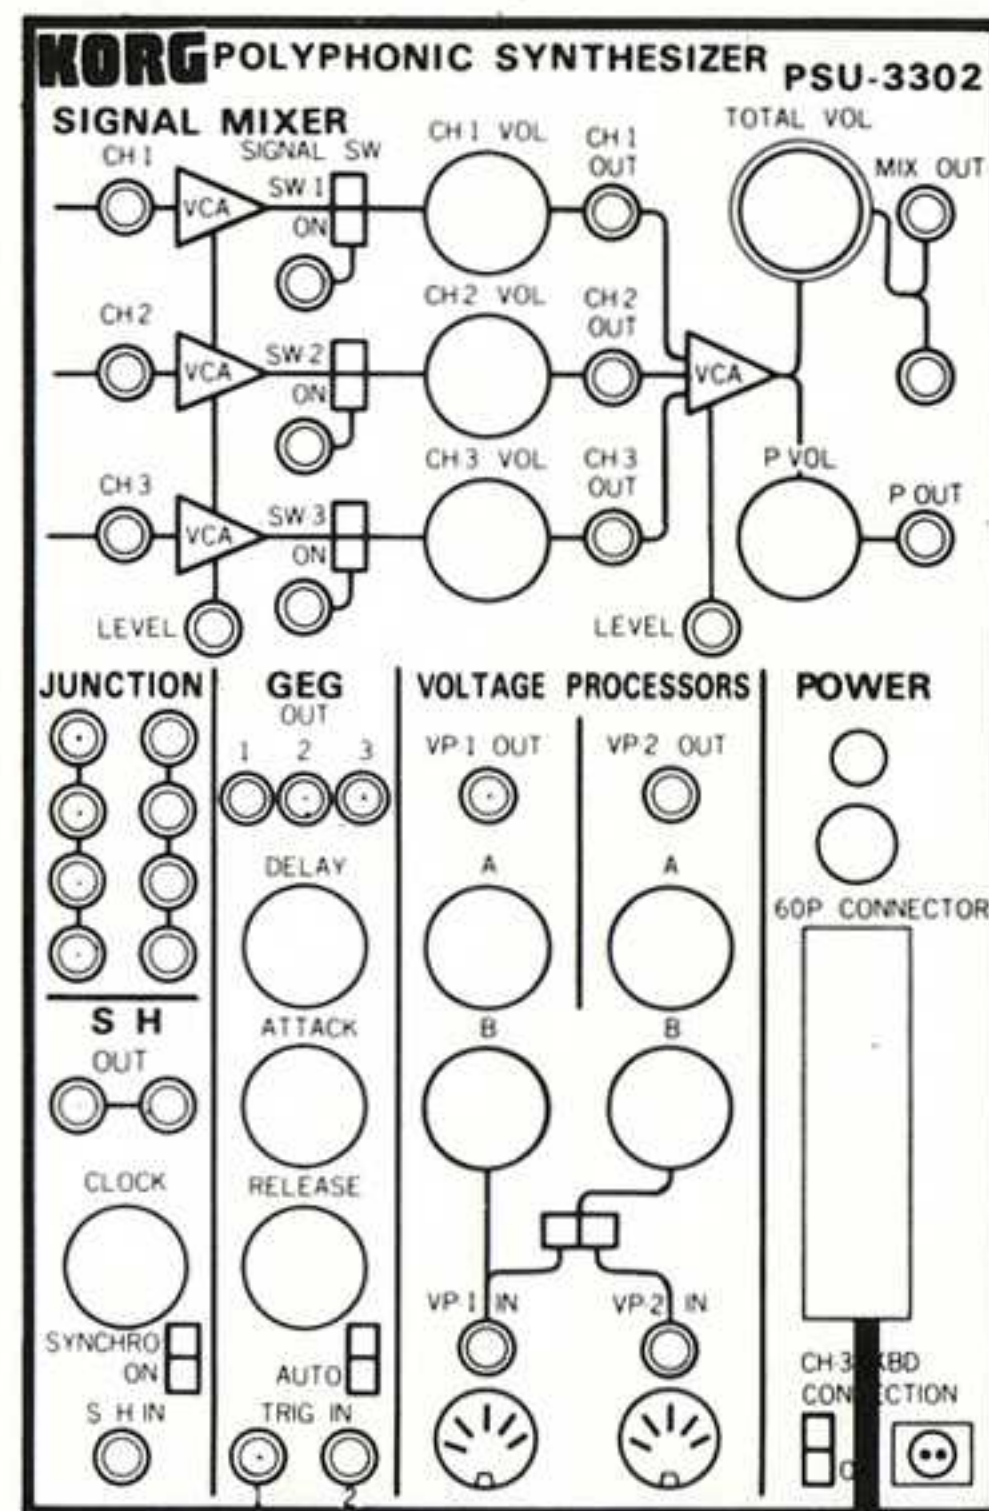 KORG POLYPHONIC SYNTHESIZER PSU-3302
SIGNAL MIXER
CH 1
SIGNAL SW
SW 1
ON
CH 1 VOL
CH 1
OUT
TOTAL VOL
MIX OUT
VCA
CH 2
SW-2
ON
CH 2 VOL
CH 2
OUT
VCA
VCA
CH 3
SW 3
ON
CH 3 VOL
CH 3
OUT
P VOL
P OUT
VCA
LEVEL
LEVEL
JUNCTION
S H
OUT
CLOCK
SYNCHRO
ON
S H IN
GEG
OUT
1 2 3
DELAY
ATTACK
RELEASE
AUTO
TRIG IN
1 2
VOLTAGE PROCESSORS
VP-1 OUT
VP-2 OUT
A
A
B
B
VP-1 IN
VP-2 IN
POWER
60P CONNECTOR
CH-3 KBD